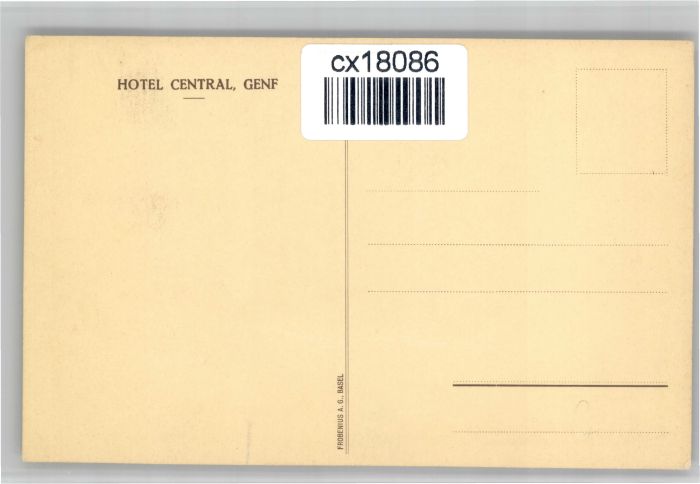 cx18086
HOTEL CENTRAL, GENF
FROBENIUS A. G., BASEL